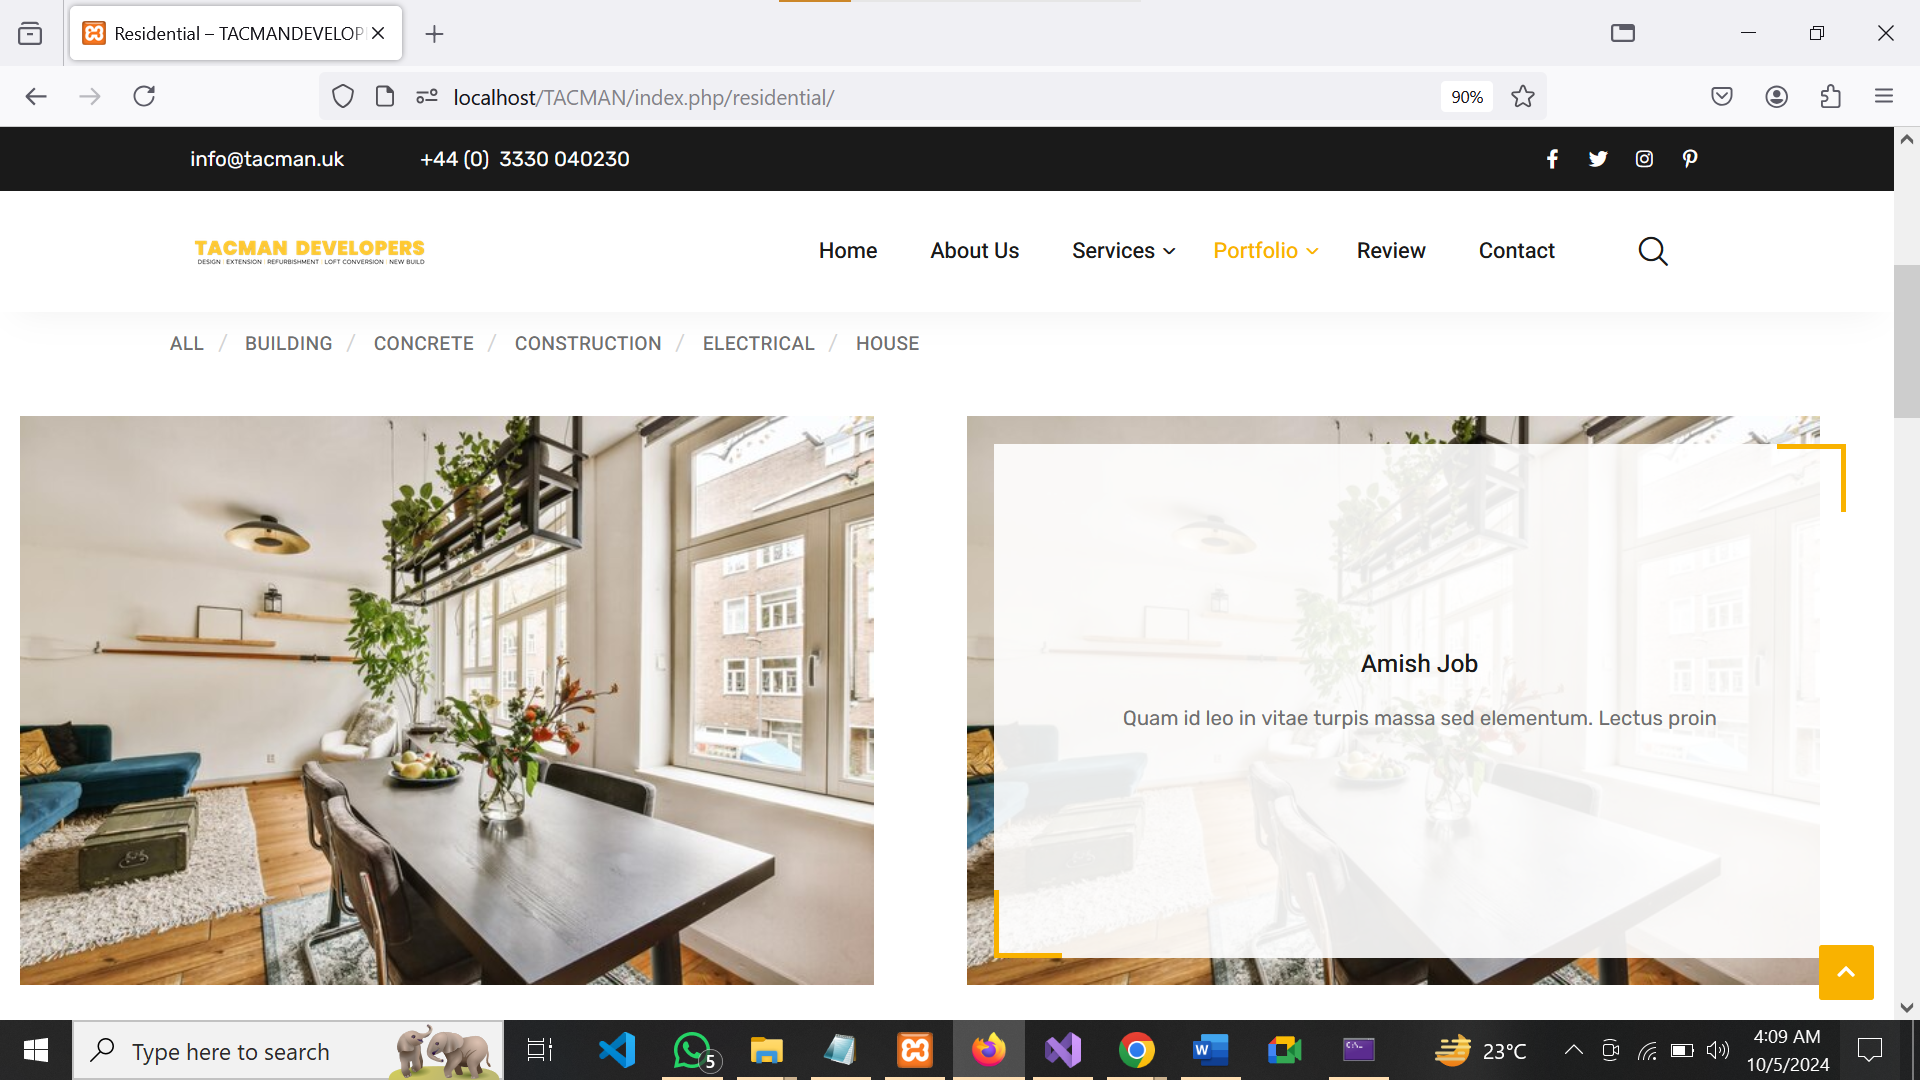 Residential – TACMANDEVELOP
localhost/TACMAN/index.php/residential/
90%
info@tacman.uk
+44 (0) 3330 040230
TACMAN DEVELOPERS
DESIGN | EXTENSION | REFURBISHMENT | LOFT CONVERSION | NEW BUILD
Home
About Us
Services
Portfolio
Review
Contact
ALL / BUILDING / CONCRETE / CONSTRUCTION / ELECTRICAL / HOUSE
Amish Job
Quam id leo in vitae turpis massa sed elementum. Lectus proin
Type here to search
5
23°C
4:09 AM
10/5/2024